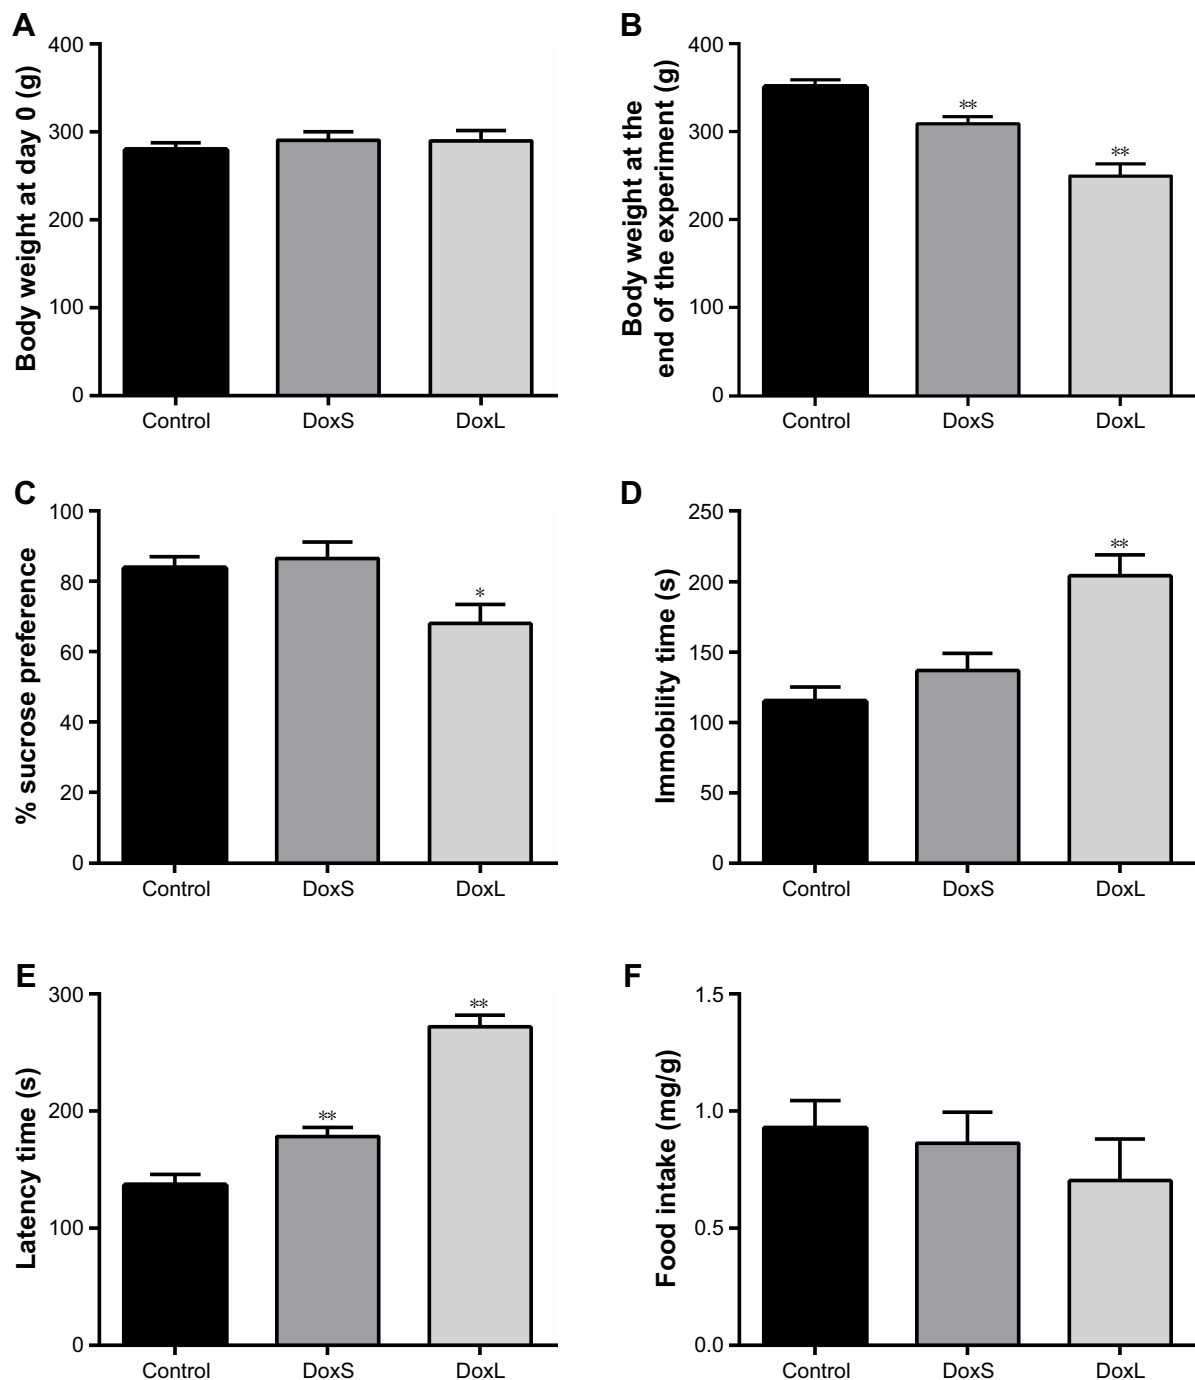 A
Body weight at day 0 (g)
400
300
200
100
0
Control DoxS DoxL
B
Body weight at the
end of the experiment (g)
400
300
200
100
0
**
**
Control DoxS DoxL
C
% sucrose preference
100
80
60
40
20
0
*
Control DoxS DoxL
D
Immobility time (s)
250
200
150
100
50
0
**
Control DoxS DoxL
E
Latency time (s)
300
200
100
0
**
**
Control DoxS DoxL
F
Food intake (mg/g)
1.5
1.0
0.5
0.0
Control DoxS DoxL